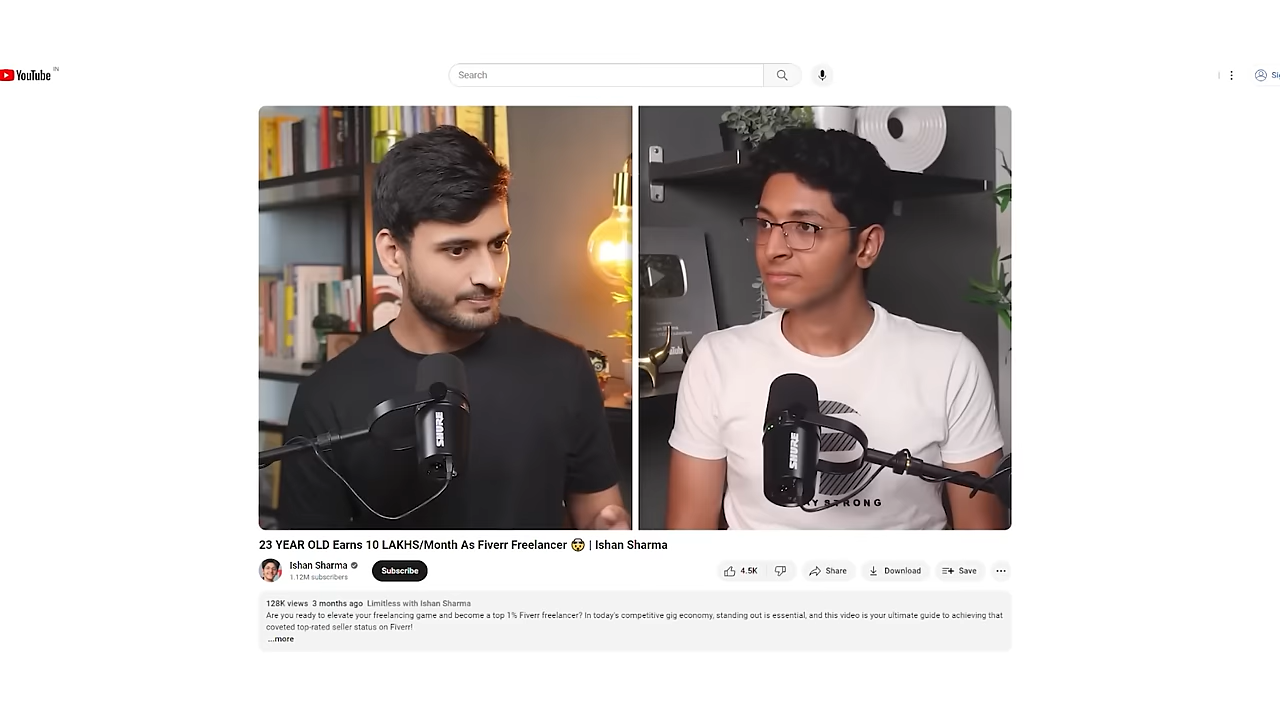 YouTube IN
Search
Sig
SHURE
SHURE
AY STRONG
23 YEAR OLD Earns 10 LAKHS/Month As Fiverr Freelancer 🤯 | Ishan Sharma
Ishan Sharma
1.12M subscribers
Subscribe
4.5K
Share
Download
Save
128K views 3 months ago Limitless with Ishan Sharma
Are you ready to elevate your freelancing game and become a top 1% Fiverr freelancer? In today's competitive gig economy, standing out is essential, and this video is your ultimate guide to achieving that
coveted top-rated seller status on Fiverr!
...more